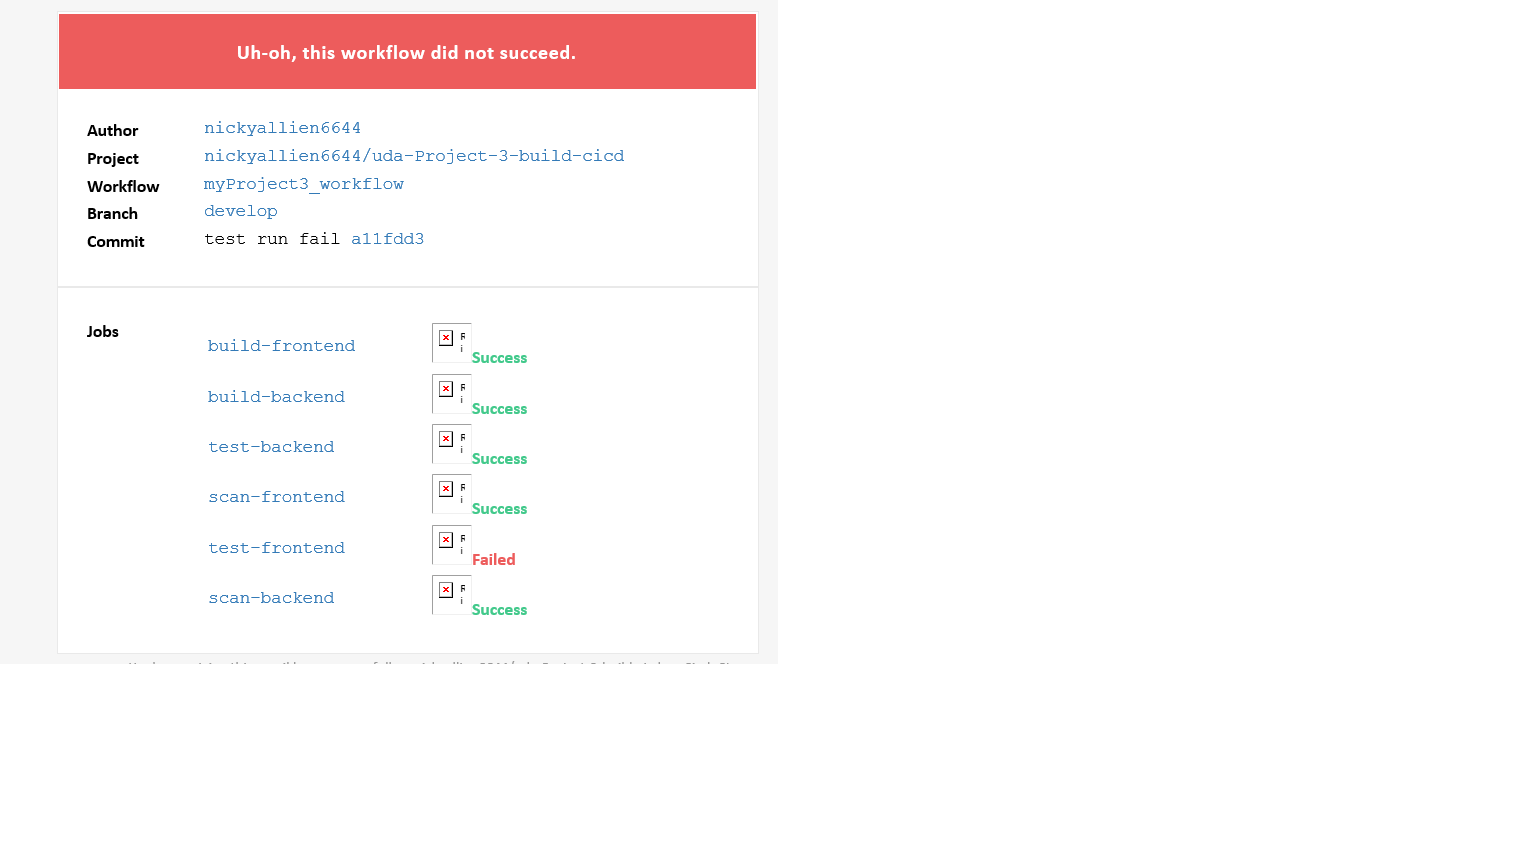 Uh-oh, this workflow did not succeed.
Author nickyallien6644
Project nickyallien6644/uda-Project-3-build-cicd
Workflow myProject3_workflow
Branch develop
Commit test run fail a11fdd3
Jobs
build-frontend Success
build-backend Success
test-backend Success
scan-frontend Success
test-frontend Failed
scan-backend Success